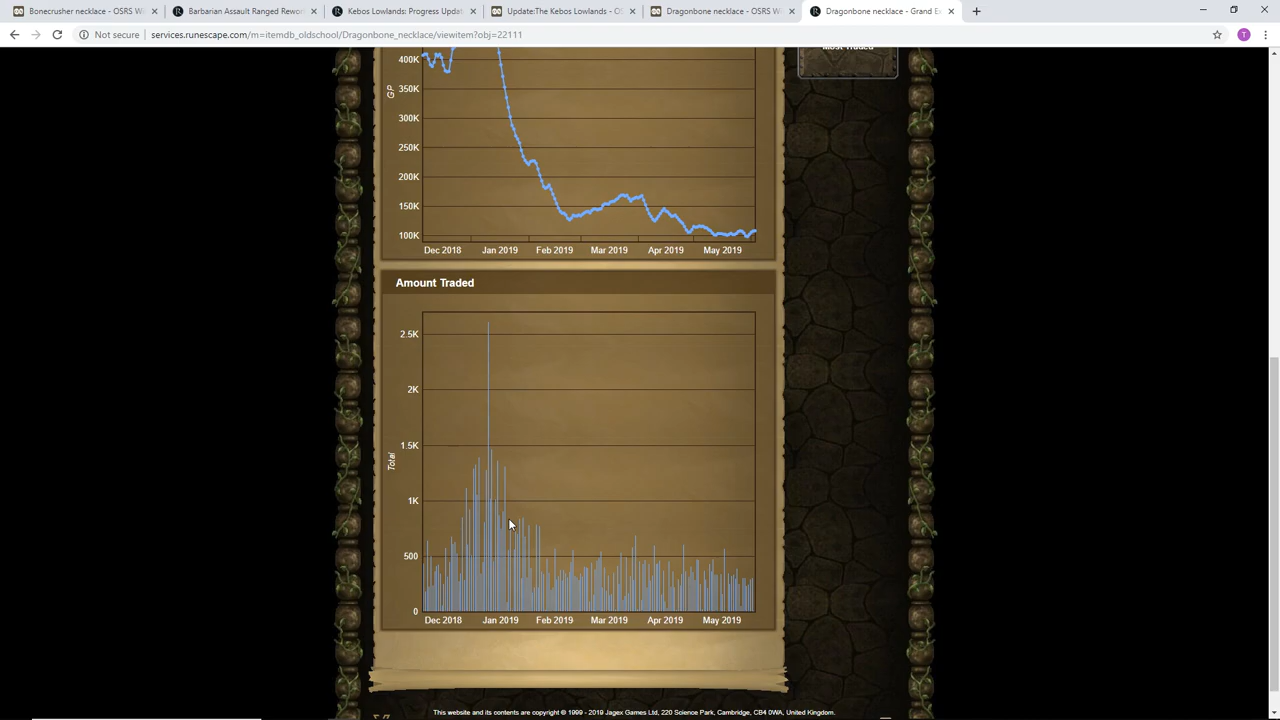 Bonecrusher necklace - OSRS Wi
Barbarian Assault Ranged Rewor
Kebos Lowlands: Progress Updat
Update:The Kebos Lowlands - OS
Dragonbone necklace - OSRS W
Dragonbone necklace - Grand E
Not secure | services.runescape.com/m=itemdb_oldschool/Dragonbone_necklace/viewitem?obj=22111
T
Most Traded
400K
350K
300K
250K
200K
150K
100K
GP
Dec 2018 Jan 2019 Feb 2019 Mar 2019 Apr 2019 May 2019
Amount Traded
2.5K
2K
1.5K
1K
500
0
Total
Dec 2018 Jan 2019 Feb 2019 Mar 2019 Apr 2019 May 2019
This website and its contents are copyright © 1999 - 2019 Jagex Games Ltd, 220 Science Park, Cambridge, CB4 0WA, United Kingdom.